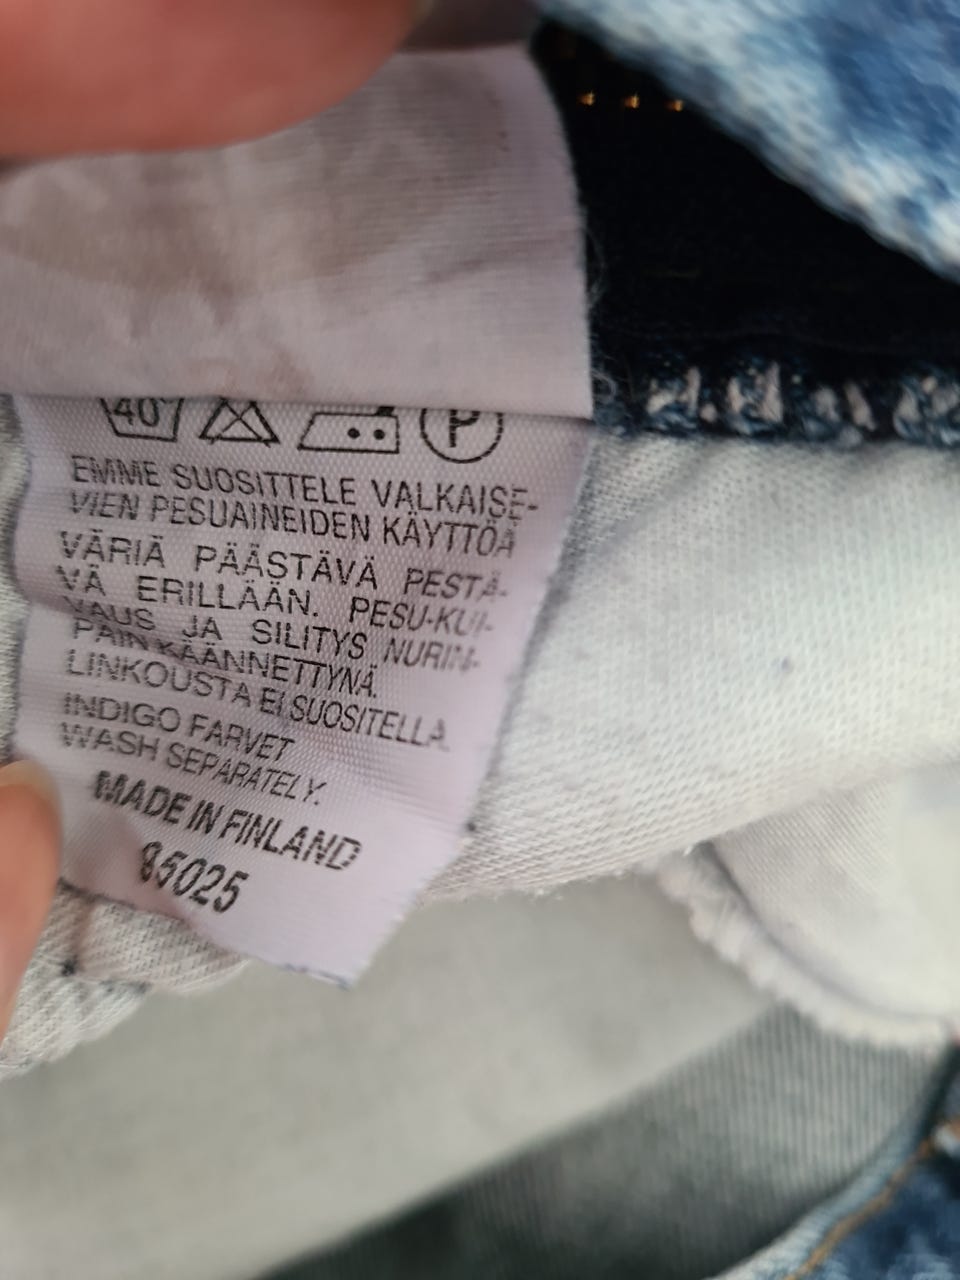 40
P
EMME SUOSITTELE VALKAISE-
VIEN PESUAINEIDEN KÄYTTÖÄ
VÄRIÄ PÄÄSTÄVÄ PESTÄ-
VÄ ERILLÄÄN. PESU-KUI-
VAUS JA SILITYS NURIN-
PAIN KÄÄNNETTYNÄ.
LINKOUSTA EI SUOSITELLA.
INDIGO FARVET
WASH SEPARATELY.
MADE IN FINLAND
85025